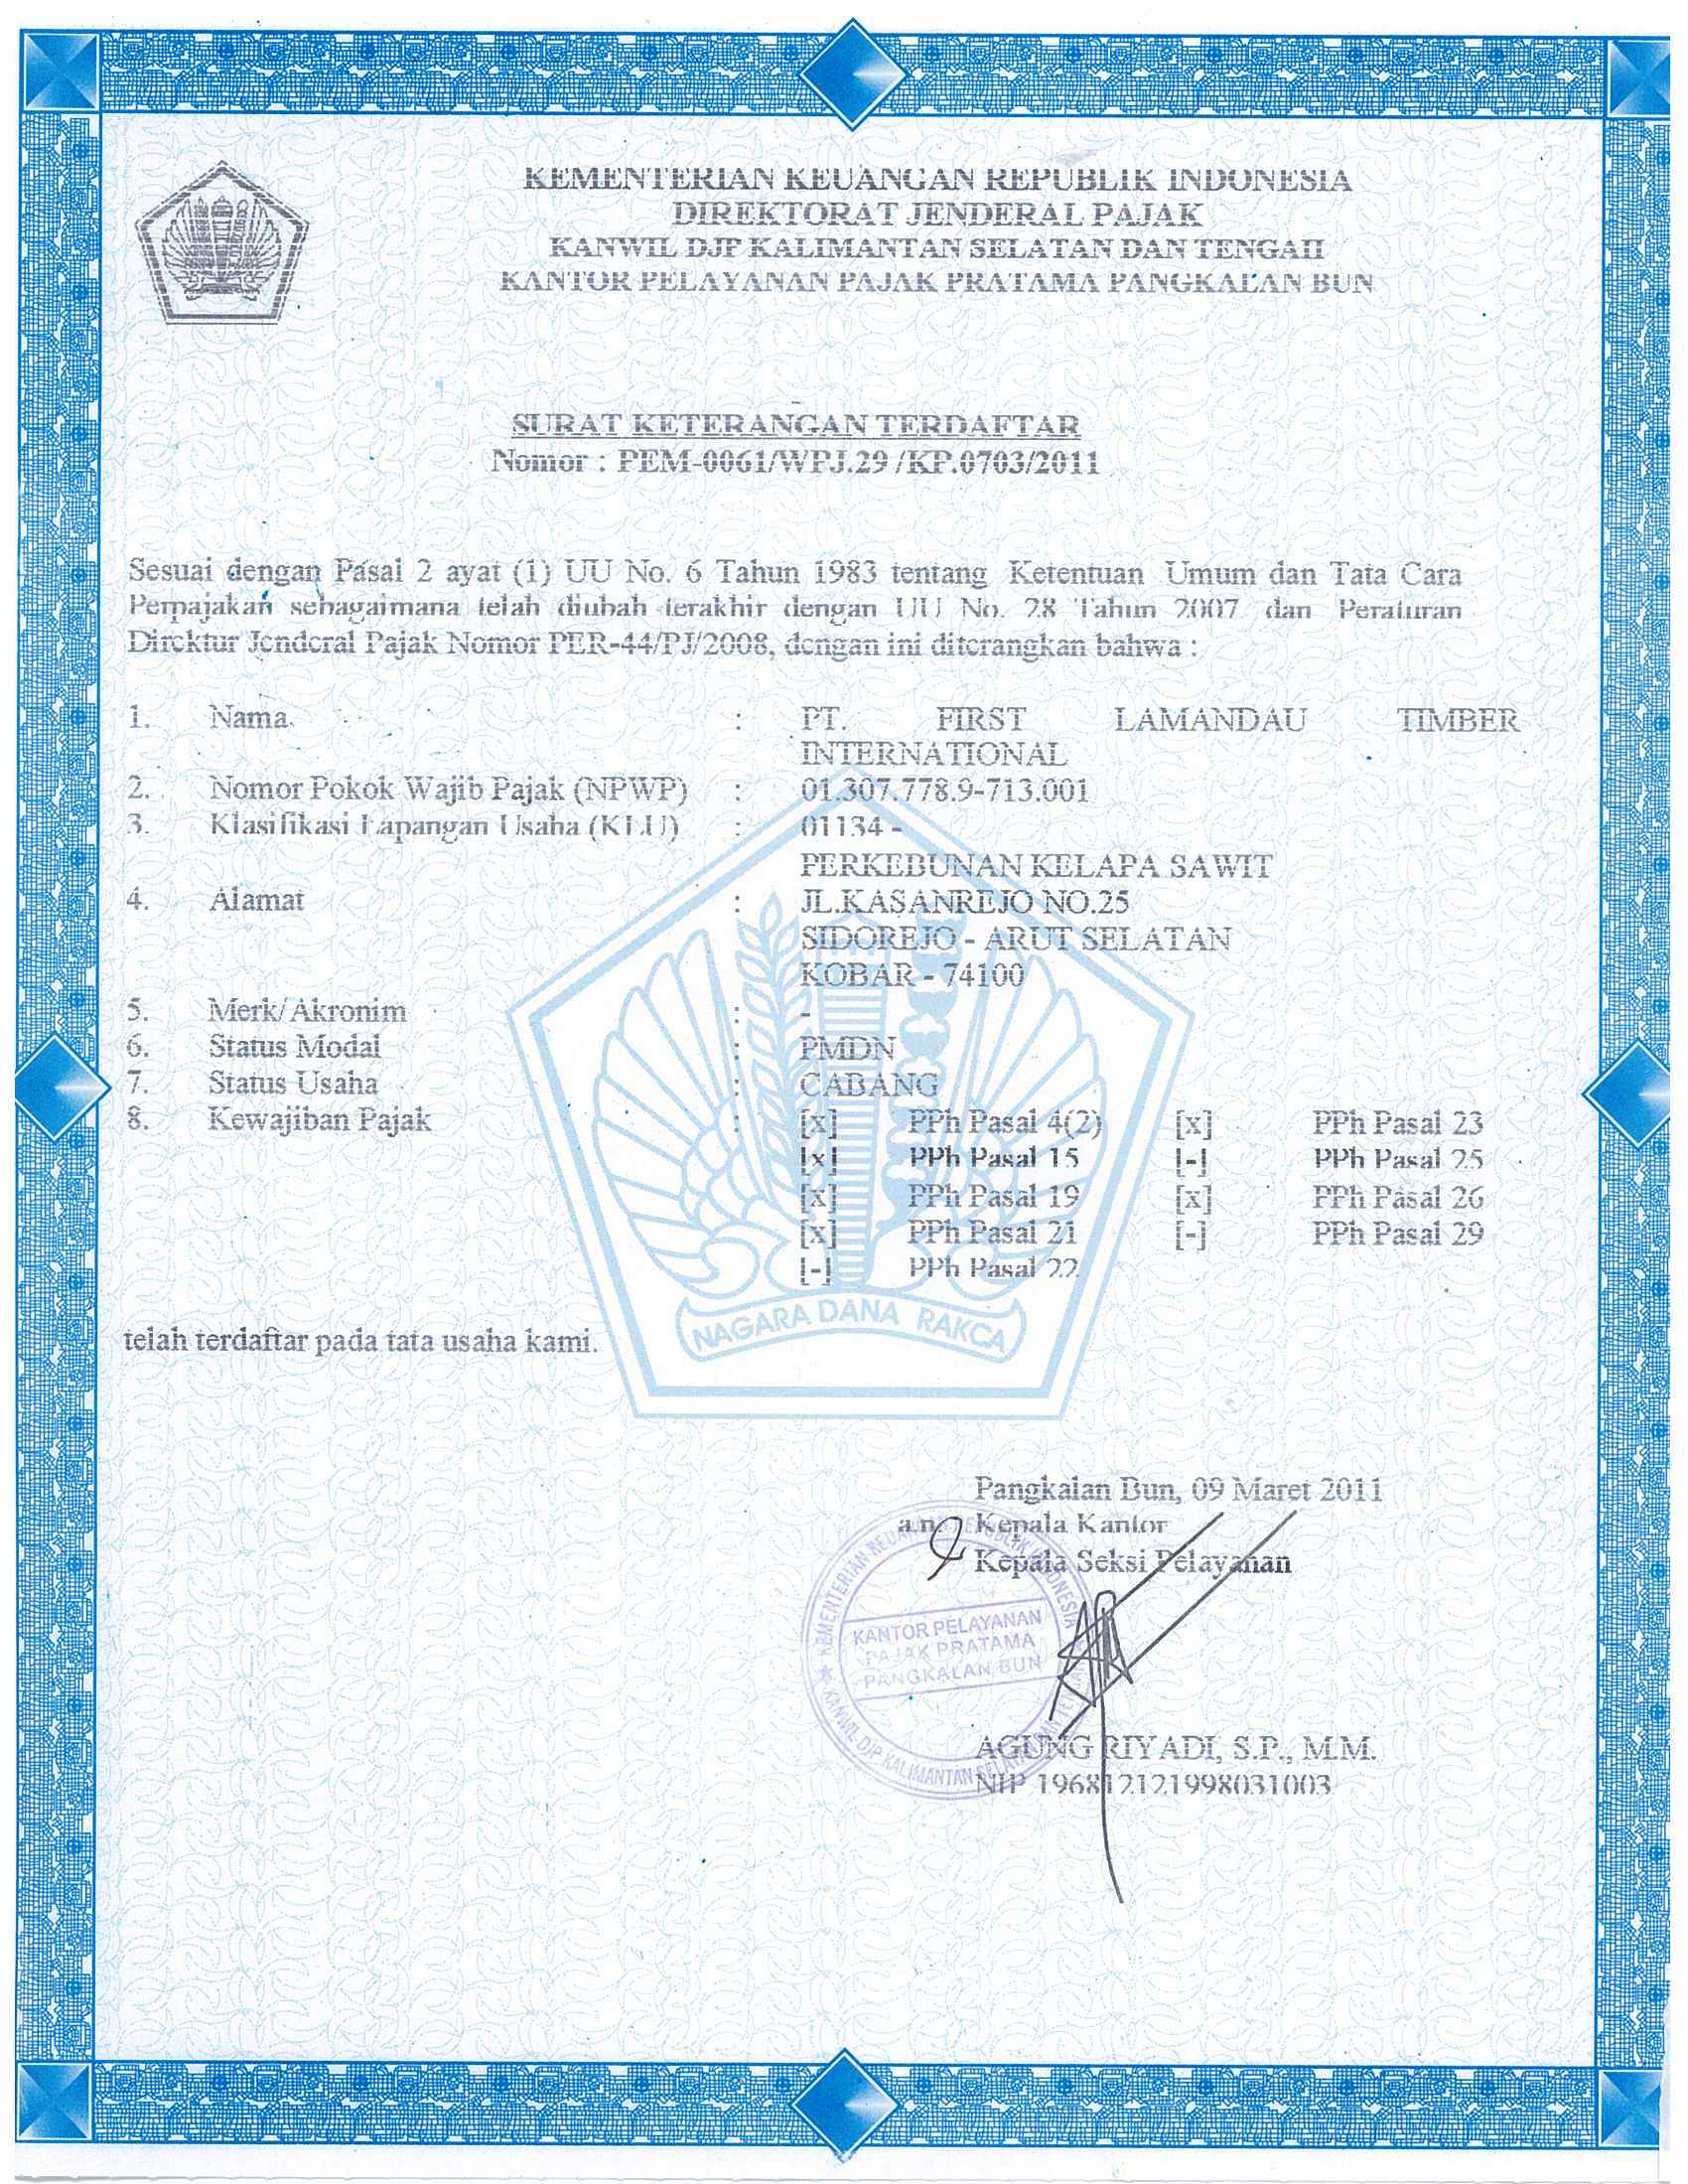 KEMENTERIAN KEUANGAN REPUBLIK INDONESIA
DIREKTORAT JENDERAL PAJAK
KANWIL DJP KALIMANTAN SELATAN DAN TENGAH
KANTOR PELAYANAN PAJAK PRATAMA PANGKALAN BUN
SURAT KETERANGAN TERDAFTAR
Nomor : PEM-0061/WPJ.29 /KP.0703/2011
Sesuai dengan Pasal 2 ayat (1) UU No. 6 Tahun 1983 tentang Ketentuan Umum dan Tata Cara
Perpajakan sebagaimana telah diubah terakhir dengan UU No. 28 Tahun 2007 dan Peraturan
Direktur Jenderal Pajak Nomor PER-44/PJ/2008, dengan ini diterangkan bahwa :
1. Nama : PT. FIRST LAMANDAU TIMBER
INTERNATIONAL
2. Nomor Pokok Wajib Pajak (NPWP) : 01.307.778.9-713.001
3. Klasifikasi Lapangan Usaha (KLU) : 01134 -
PERKEBUNAN KELAPA SAWIT
4. Alamat : JL.KASANREJO NO.25
SIDOREJO - ARUT SELATAN
KOBAR - 74100
5. Merk/Akronim : -
6. Status Modal : PMDN
7. Status Usaha : CABANG
8. Kewajiban Pajak : [x] PPh Pasal 4(2) [x] PPh Pasal 23
[x] PPh Pasal 15 [-] PPh Pasal 25
[x] PPh Pasal 19 [x] PPh Pasal 26
[x] PPh Pasal 21 [-] PPh Pasal 29
[-] PPh Pasal 22
NAGARA DANA RAKCA
telah terdaftar pada tata usaha kami.
Pangkalan Bun, 09 Maret 2011
a.n. Kepala Kantor
Kepala Seksi Pelayanan
KEMENTERIAN KEUANGAN REPUBLIK INDONESIA
KANTOR PELAYANAN
PAJAK PRATAMA
PANGKALAN BUN
KANWIL DJP KALIMANTAN
AGUNG RIYADI, S.P., M.M.
NIP 196812121998031003